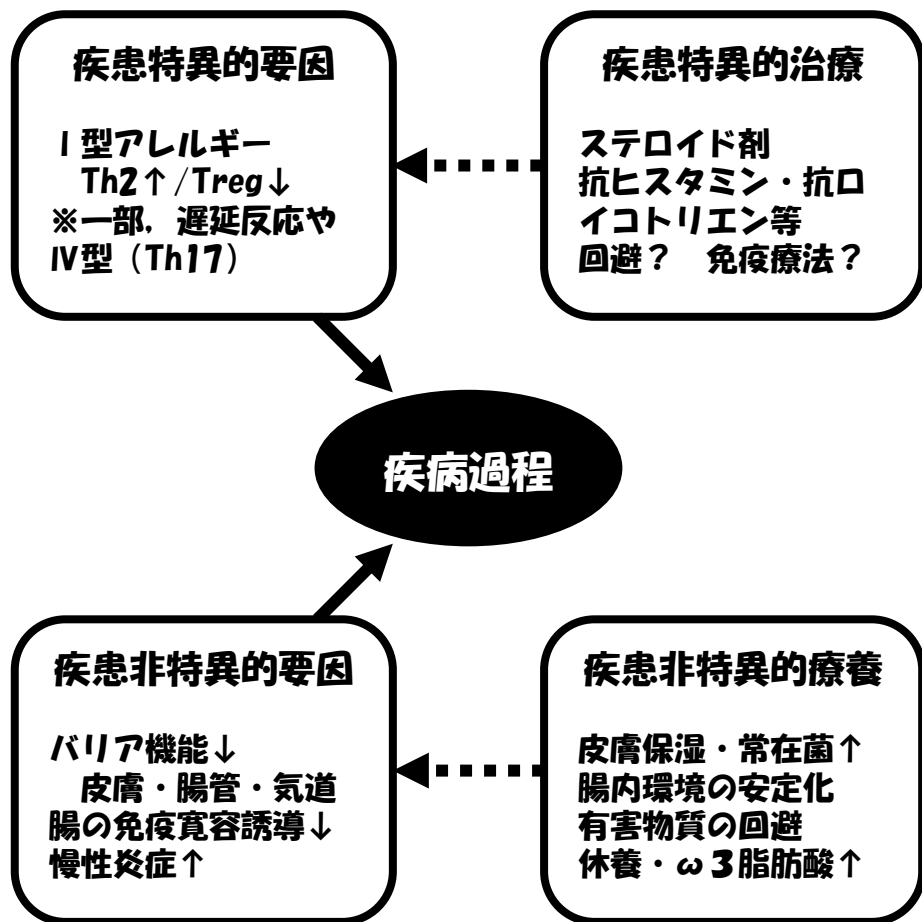 疾患特異的要因
Ⅰ型アレルギー
Th2↑/Treg↓
※一部，遅延反応や
Ⅳ型（Th17）
疾患特異的治療
ステロイド剤
抗ヒスタミン・抗ロ
イコトリエン等
回避？　免疫療法？
疾病過程
疾患非特異的要因
バリア機能↓
皮膚・腸管・気道
腸の免疫寛容誘導↓
慢性炎症↑
疾患非特異的療養
皮膚保湿・常在菌↑
腸内環境の安定化
有害物質の回避
休養・ω３脂肪酸↑